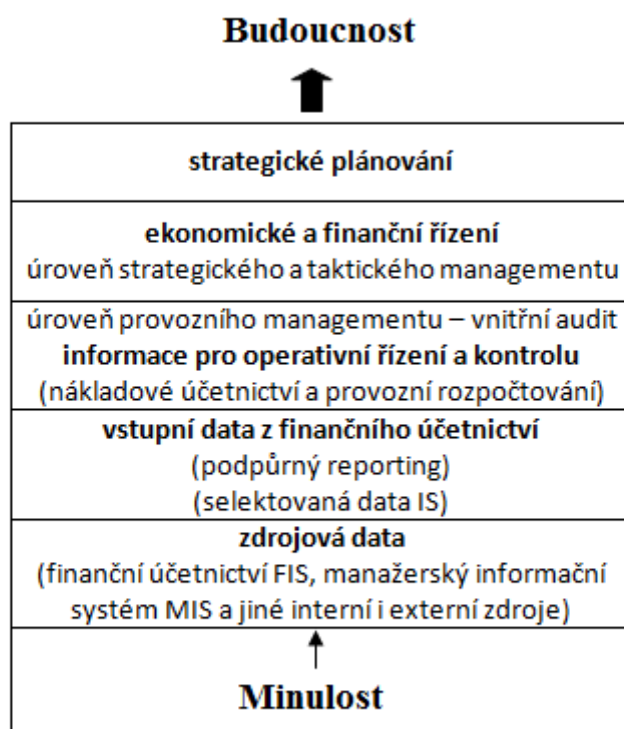 Budoucnost
strategické plánování
ekonomické a finanční řízení
úroveň strategického a taktického managementu
úroveň provozního managementu – vnitřní audit
informace pro operativní řízení a kontrolu
(nákladové účetnictví a provozní rozpočtování)
vstupní data z finančního účetnictví
(podpůrný reporting)
(selektovaná data IS)
zdrojová data
(finanční účetnictví FIS, manažerský informační
systém MIS a jiné interní i externí zdroje)
Minulost